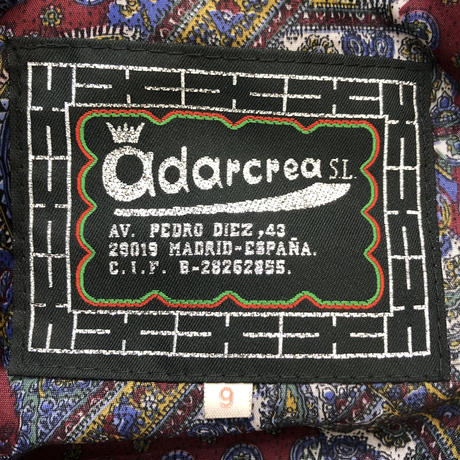 adarcrea S.L.
AV. PEDRO DIEZ,43
28019 MADRID-ESPAÑA.
C.I.F. B-28262855.
9